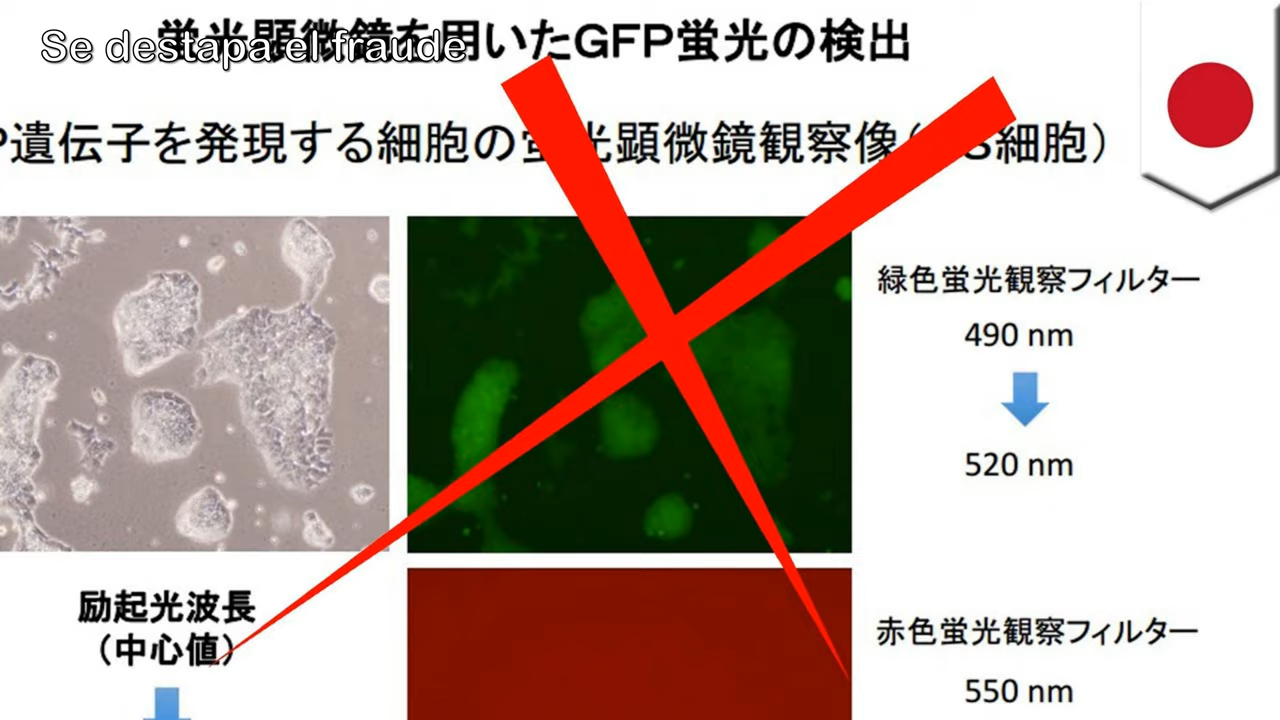 Se destapa el fraude
蛍光顕微鏡を用いたGFP蛍光の検出
遺伝子を発現する細胞の蛍光顕微鏡観察像(
細胞)
緑色蛍光観察フィルター
490 nm
520 nm
励起光波長
(中心値)
赤色蛍光観察フィルター
550 nm